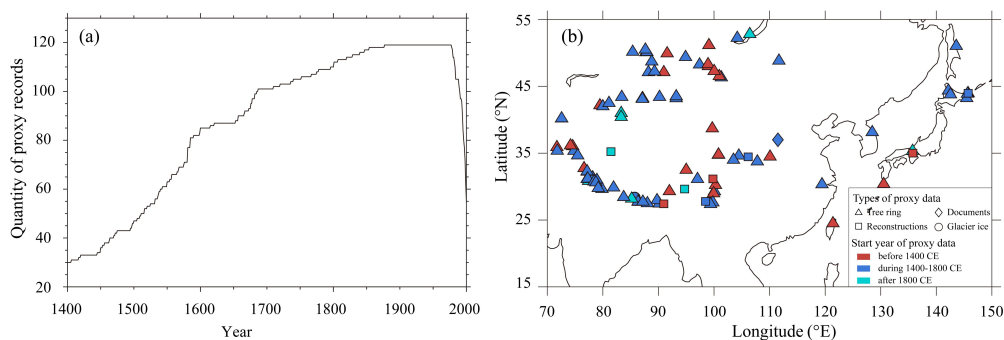 (a)
Quantity of proxy records
120
100
80
60
40
20
1400 1500 1600 1700 1800 1900 2000
Year
(b)
Latitude (°N)
55
45
35
25
15
70 80 90 100 110 120 130 140 150
Longitude (°E)
Types of proxy data
Tree ring Documents
Reconstructions Glacier ice
Start year of proxy data
before 1400 CE
during 1400-1800 CE
after 1800 CE